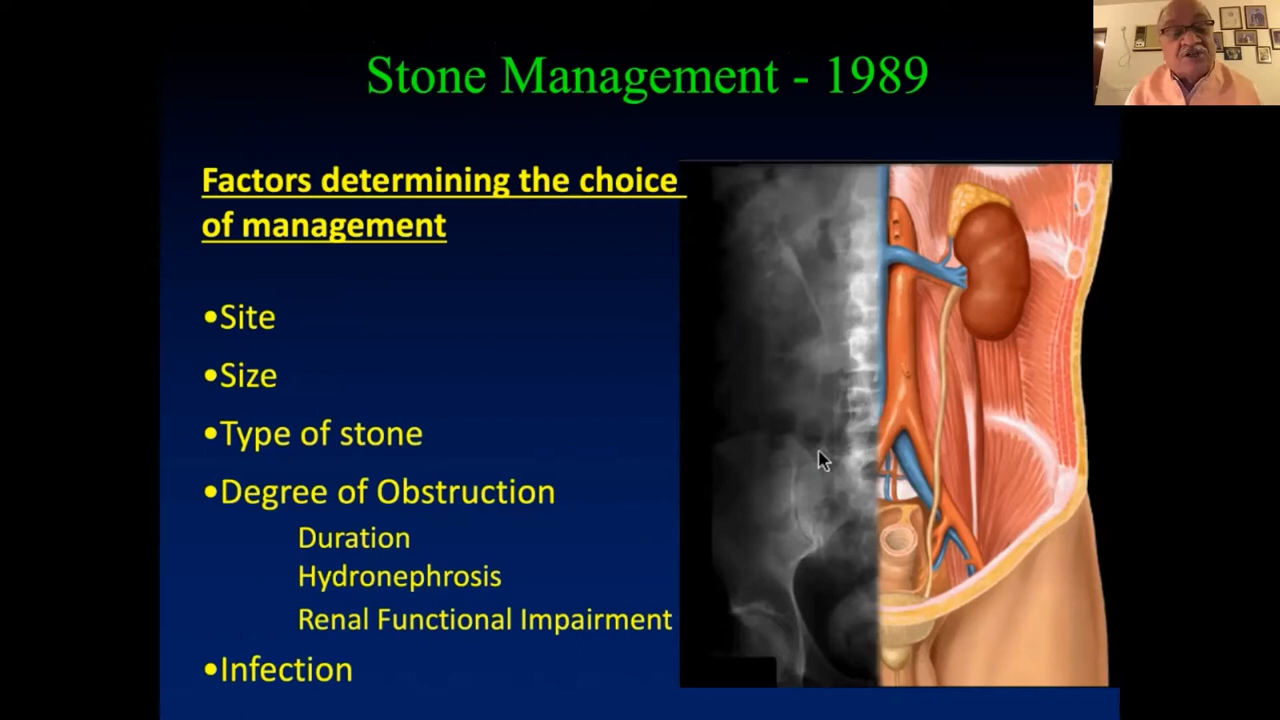 Stone Management - 1989
Factors determining the choice
of management
•Site
•Size
•Type of stone
•Degree of Obstruction
Duration
Hydronephrosis
Renal Functional Impairment
•Infection